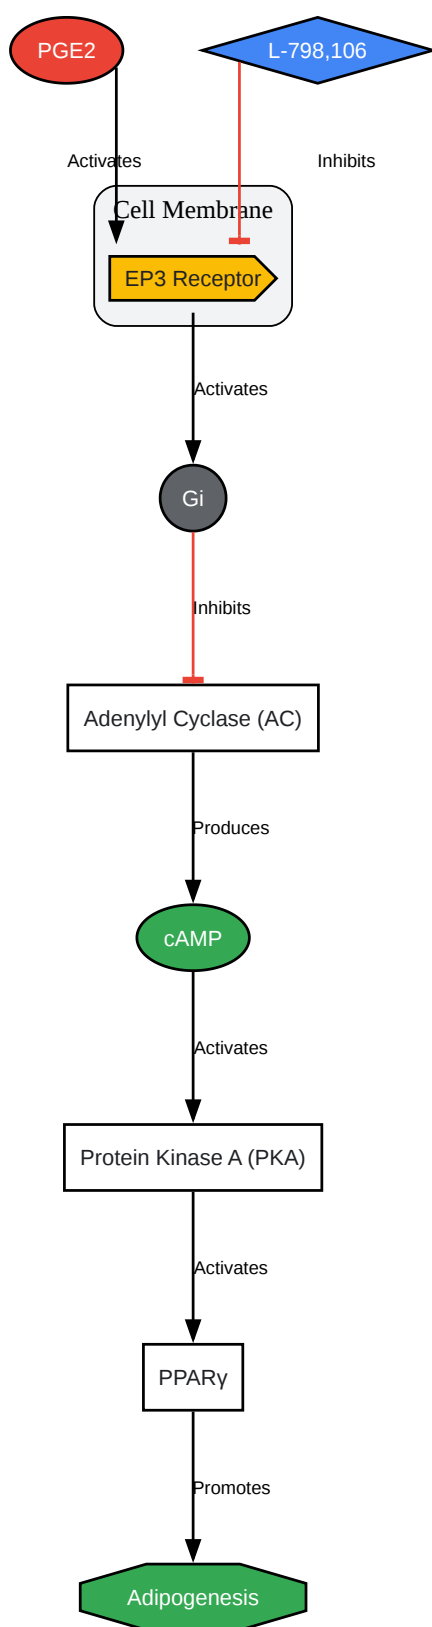 PGE2
L-798,106
Activates
Inhibits
Cell Membrane
EP3 Receptor
Activates
Gi
Inhibits
Adenylyl Cyclase (AC)
Produces
cAMP
Activates
Protein Kinase A (PKA)
Activates
PPARγ
Promotes
Adipogenesis